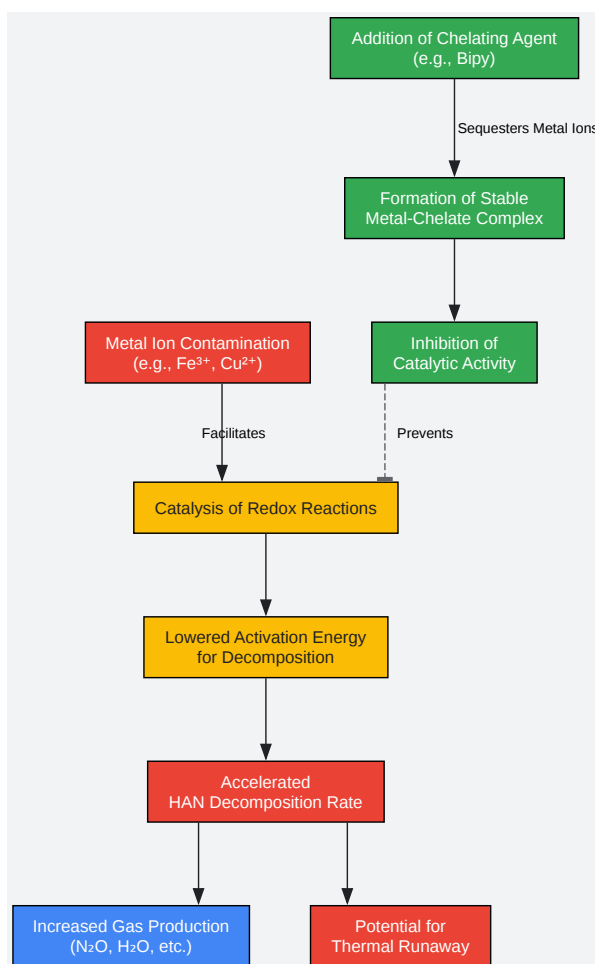 Addition of Chelating Agent
(e.g., Bipy)
Sequesters Metal Ions
Formation of Stable
Metal-Chelate Complex
Metal Ion Contamination
(e.g., Fe³⁺, Cu²⁺)
Inhibition of
Catalytic Activity
Facilitates
Prevents
Catalysis of Redox Reactions
Lowered Activation Energy
for Decomposition
Accelerated
HAN Decomposition Rate
Increased Gas Production
(N₂O, H₂O, etc.)
Potential for
Thermal Runaway